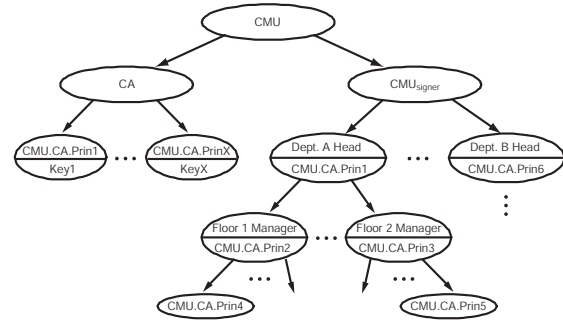 CMU
CA
CMUsigner
CMU.CA.Prin1
Key1
CMU.CA.PrinX
KeyX
Dept. A Head
CMU.CA.Prin1
Dept. B Head
CMU.CA.Prin6
Floor 1 Manager
CMU.CA.Prin2
Floor 2 Manager
CMU.CA.Prin3
CMU.CA.Prin4
CMU.CA.Prin5